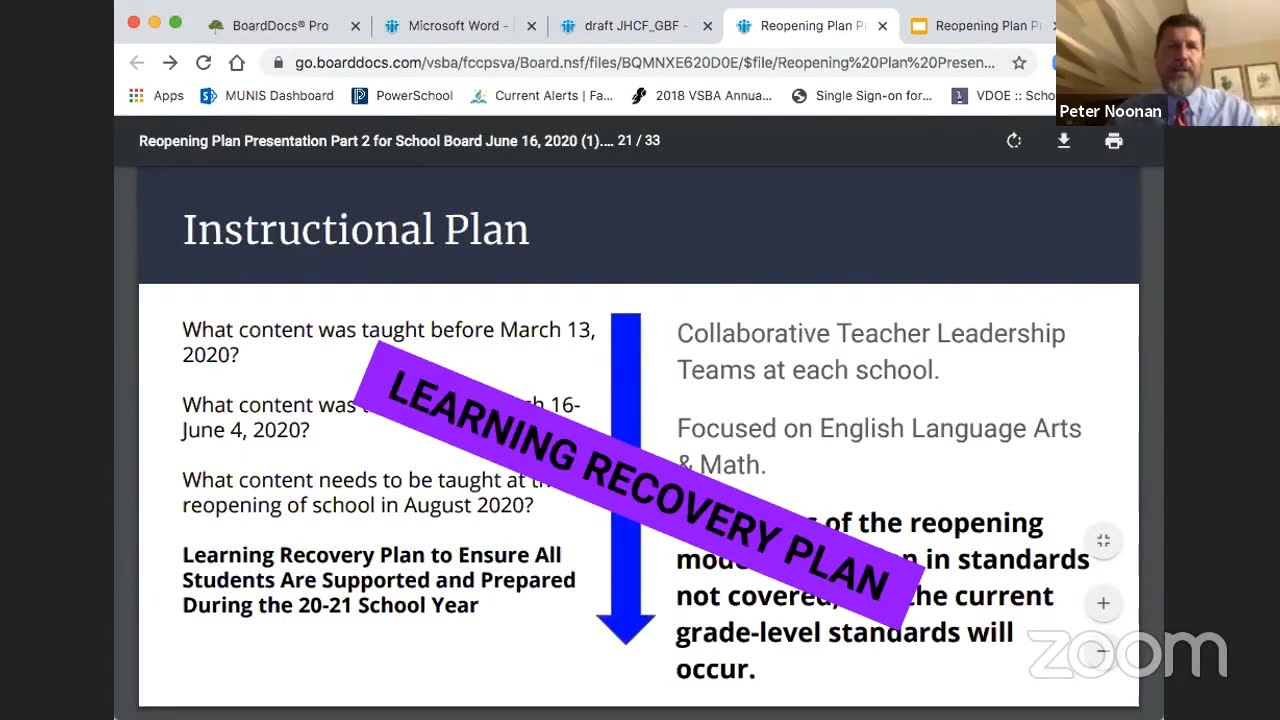 BoardDocs® Pro
Microsoft Word -
draft JHCF_GBF -
Reopening Plan P
Reopening Plan P
go.boarddocs.com/vsba/fccpsva/Board.nsf/files/BQMNXE620D0E/$file/Reopening%20Plan%20Presen...
Apps
MUNIS Dashboard
PowerSchool
Current Alerts | Fa...
2018 VSBA Annua...
Single Sign-on for...
VDOE :: Scho
Peter Noonan
Reopening Plan Presentation Part 2 for School Board June 16, 2020 (1).... 21 / 33
Instructional Plan
What content was taught before March 13,
2020?
What content was 16-
June 4, 2020?
What content needs to be taught at
reopening of school in August 2020?
Learning Recovery Plan to Ensure All
Students Are Supported and Prepared
During the 20-21 School Year
LEARNING RECOVERY PLAN
Collaborative Teacher Leadership
Teams at each school.
Focused on English Language Arts
& Math.
of the reopening
in standards
not covered, the current
grade-level standards will
occur.
zoom